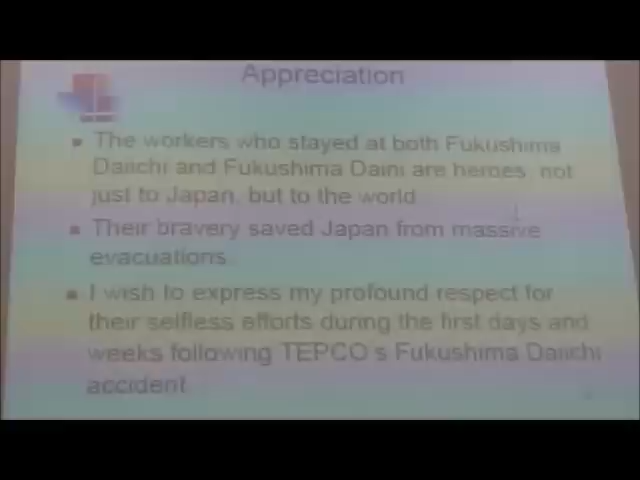 Appreciation
The workers who stayed at both Fukushima
Daiichi and Fukushima Daini are heroes, not
just to Japan, but to the world
Their bravery saved Japan from massive
evacuations.
I wish to express my profound respect for
their selfless efforts during the first days and
weeks following TEPCO's Fukushima Daiichi
accident